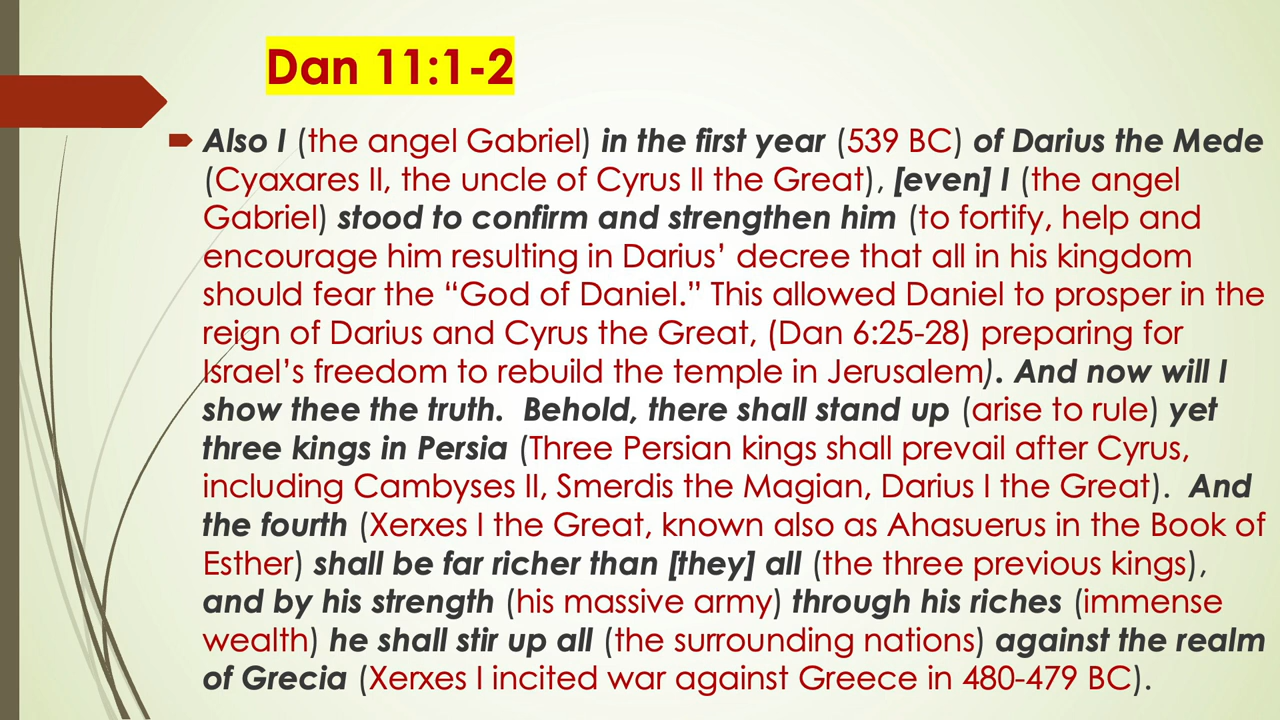 Dan 11:1-2
Also I (the angel Gabriel) in the first year (539 BC) of Darius the Mede
(Cyaxares II, the uncle of Cyrus II the Great), [even] I (the angel
Gabriel) stood to confirm and strengthen him (to fortify, help and
encourage him resulting in Darius’ decree that all in his kingdom
should fear the “God of Daniel.” This allowed Daniel to prosper in the
reign of Darius and Cyrus the Great, (Dan 6:25-28) preparing for
Israel’s freedom to rebuild the temple in Jerusalem). And now will I
show thee the truth. Behold, there shall stand up (arise to rule) yet
three kings in Persia (Three Persian kings shall prevail after Cyrus,
including Cambyses II, Smerdis the Magian, Darius I the Great). And
the fourth (Xerxes I the Great, known also as Ahasuerus in the Book of
Esther) shall be far richer than [they] all (the three previous kings),
and by his strength (his massive army) through his riches (immense
wealth) he shall stir up all (the surrounding nations) against the realm
of Grecia (Xerxes I incited war against Greece in 480-479 BC).